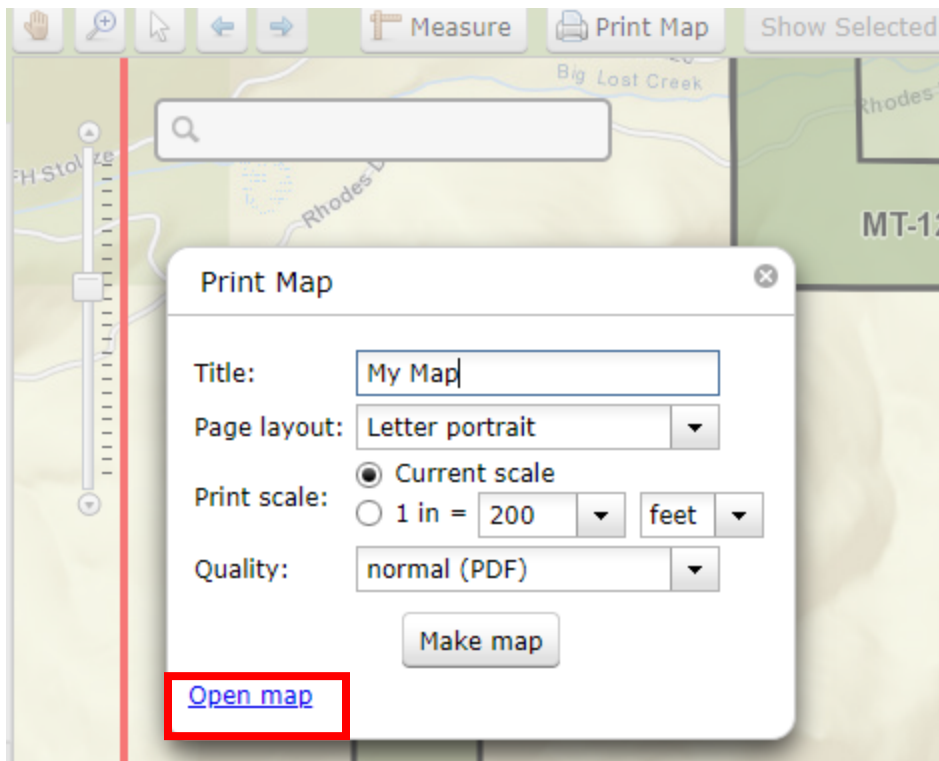 Measure
Print Map
Show Selected
Big Lost Creek
Rhodes
FH Stoltze
Rhodes
MT-12
Print Map
Title:
My Map
Page layout:
Letter portrait
Print scale:
Current scale
1 in =
200
feet
Quality:
normal (PDF)
Make map
Open map